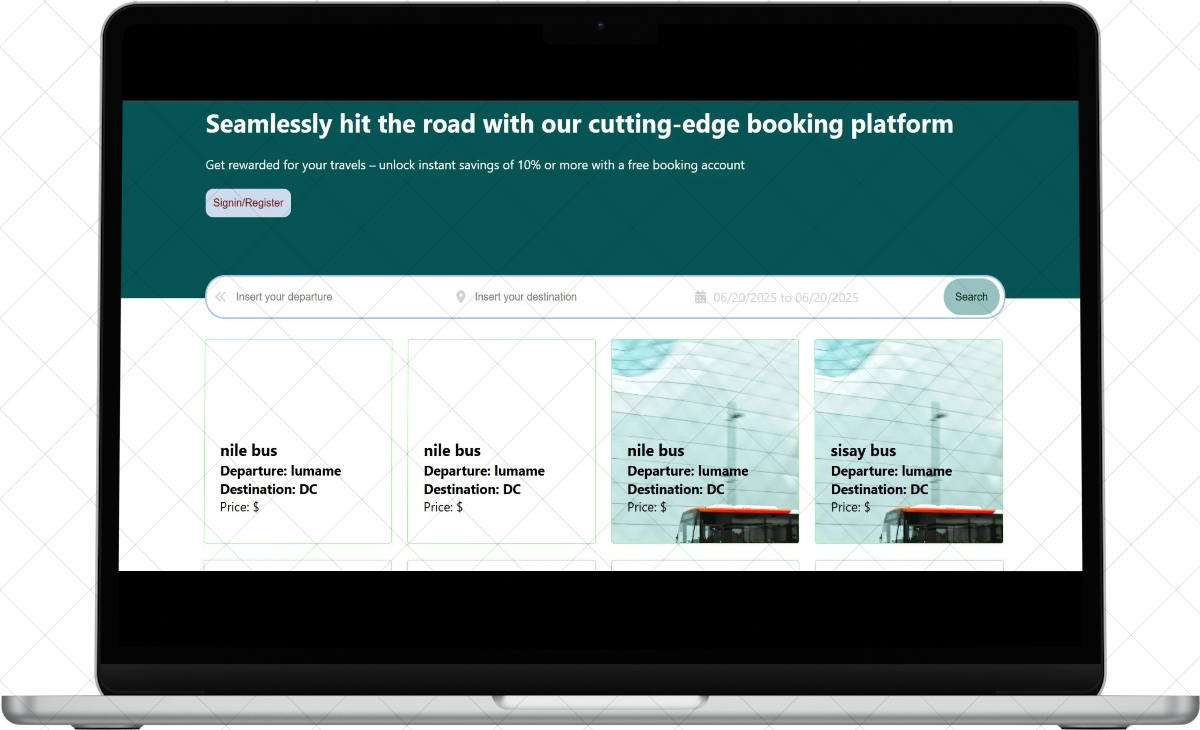 Seamlessly hit the road with our cutting-edge booking platform
Get rewarded for your travels – unlock instant savings of 10% or more with a free booking account
Signin/Register
Insert your departure
Insert your destination
06/20/2025 to 06/20/2025
Search
nile bus
Departure: lumame
Destination: DC
Price: $
nile bus
Departure: lumame
Destination: DC
Price: $
nile bus
Departure: lumame
Destination: DC
Price: $
sisay bus
Departure: lumame
Destination: DC
Price: $